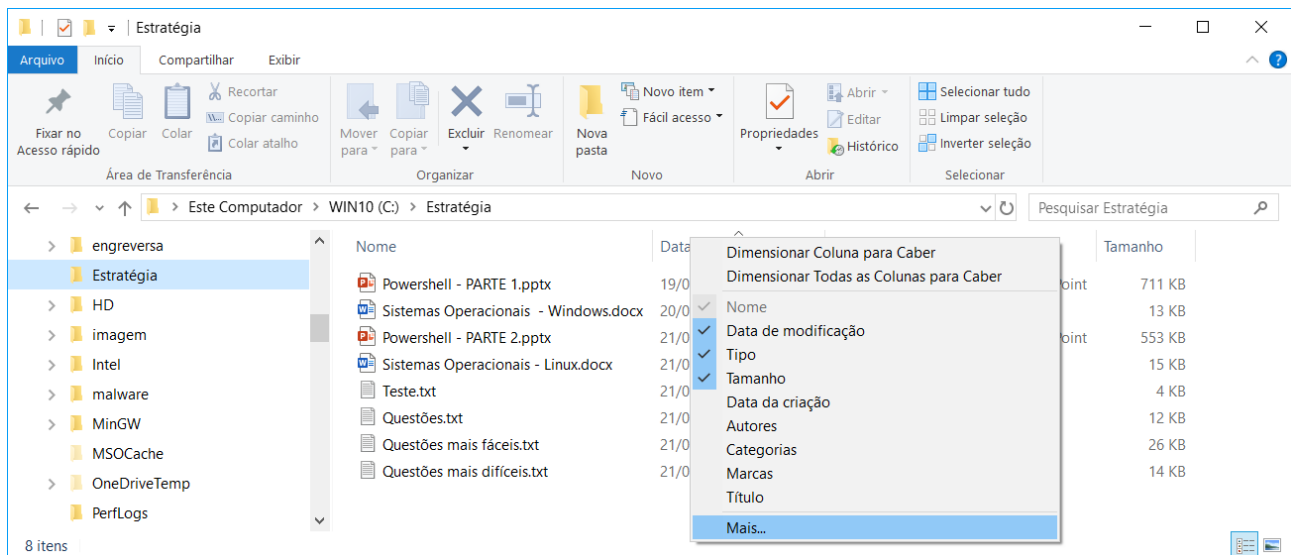 Estratégia
Arquivo Início Compartilhar Exibir
Fixar no Acesso rápido
Copiar
Colar
Recortar
Copiar caminho
Colar atalho
Área de Transferência
Mover para
Copiar para
Excluir
Renomear
Organizar
Nova pasta
Novo item
Fácil acesso
Novo
Propriedades
Abrir
Editar
Histórico
Abrir
Selecionar tudo
Limpar seleção
Inverter seleção
Selecionar
Este Computador > WIN10 (C:) > Estratégia
Pesquisar Estratégia
engreversa
Estratégia
HD
imagem
Intel
malware
MinGW
MSOCache
OneDriveTemp
PerfLogs
Nome Data Tamanho
Powershell - PARTE 1.pptx 19/0 oint 711 KB
Sistemas Operacionais - Windows.docx 20/0 13 KB
Powershell - PARTE 2.pptx 21/0 oint 553 KB
Sistemas Operacionais - Linux.docx 21/0 15 KB
Teste.txt 21/0 4 KB
Questões.txt 21/0 12 KB
Questões mais fáceis.txt 21/0 26 KB
Questões mais difíceis.txt 21/0 14 KB
Dimensionar Coluna para Caber
Dimensionar Todas as Colunas para Caber
Nome
Data de modificação
Tipo
Tamanho
Data da criação
Autores
Categorias
Marcas
Título
Mais...
8 itens